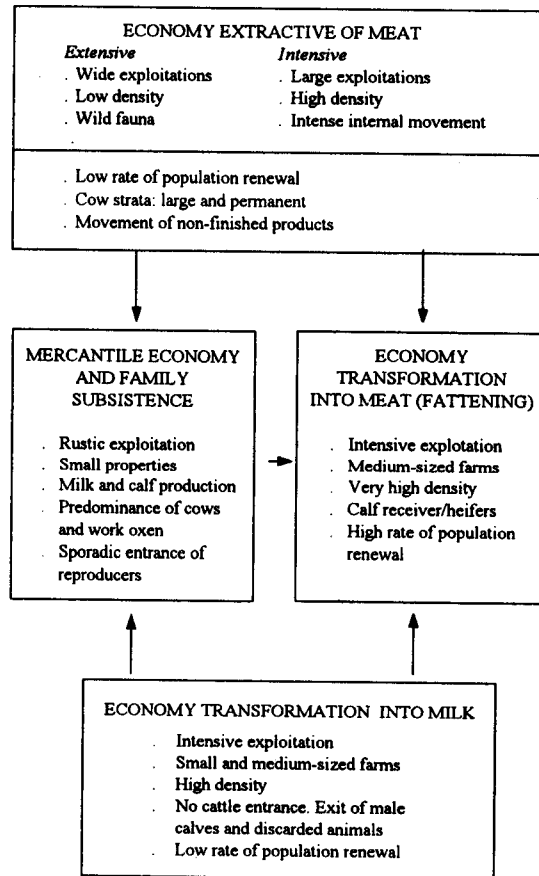 ECONOMY EXTRACTIVE OF MEAT
Extensive
. Wide exploitations
. Low density
. Wild fauna
.
Intensive
. Large exploitations
. High density
. Intense internal movement
. Low rate of population renewal
. Cow strata: large and permanent
. Movement of non-finished products
MERCANTILE ECONOMY
AND FAMILY
SUBSISTENCE
. Rustic exploitation
. Small properties
. Milk and calf production
. Predominance of cows
and work oxen
. Sporadic entrance of
reproducers
ECONOMY
TRANSFORMATION
INTO MEAT (FATTENING)
. Intensive explotation
. Medium-sized farms
. Very high density
. Calf receiver/heifers
. High rate of population
renewal
ECONOMY TRANSFORMATION INTO MILK
. Intensive exploitation
. Small and medium-sized farms
. High density
. No cattle entrance. Exit of male
calves and discarded animals
. Low rate of population renewal